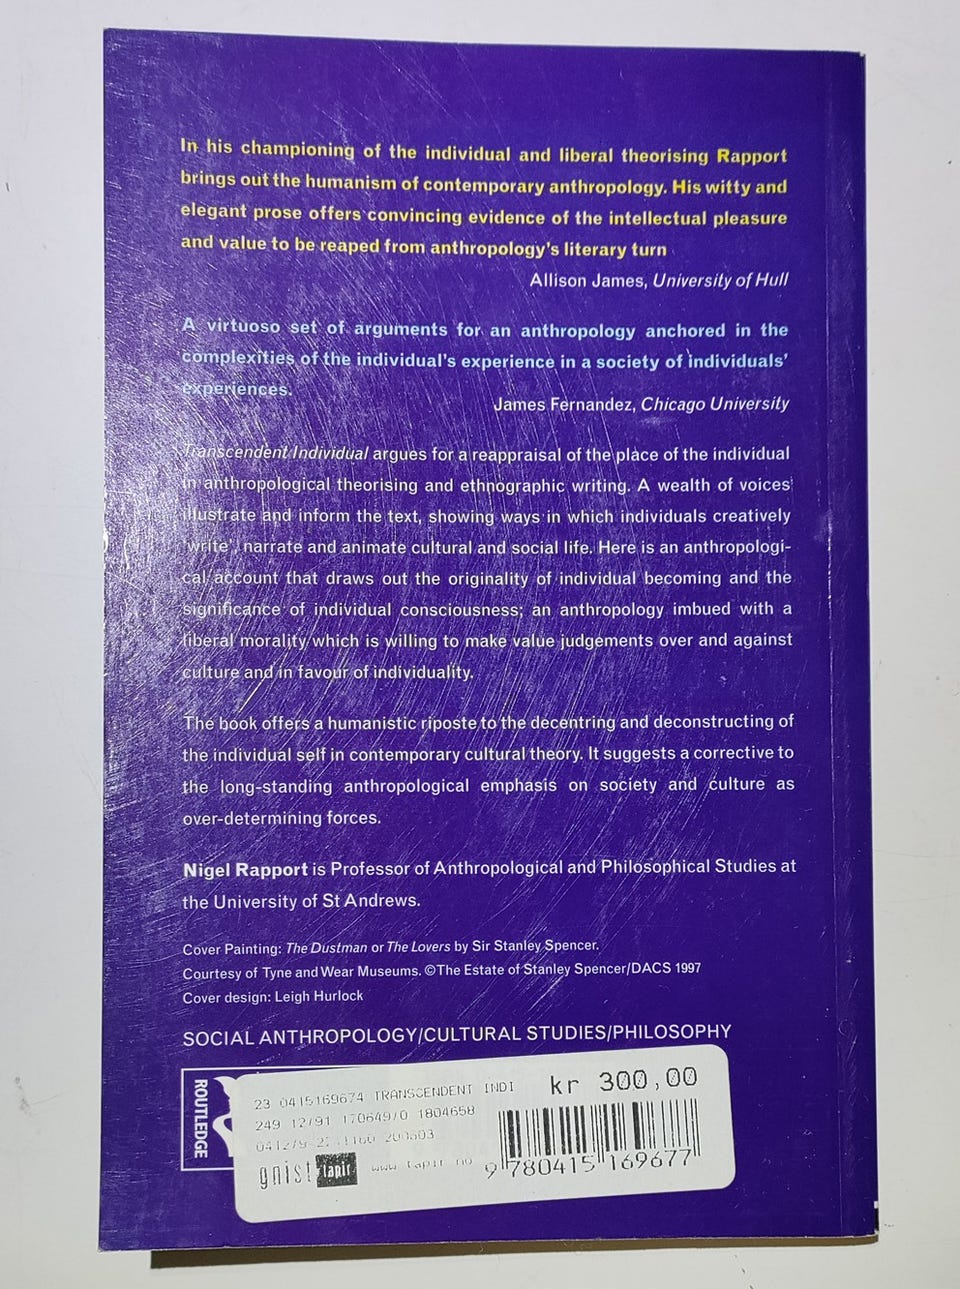 In his championing of the individual and liberal theorising Rapport
brings out the humanism of contemporary anthropology. His witty and
elegant prose offers convincing evidence of the intellectual pleasure
and value to be reaped from anthropology's literary turn
Allison James, University of Hull
A virtuoso set of arguments for an anthropology anchored in the
complexities of the individual's experience in a society of individuals'
experiences.
James Fernandez, Chicago University
Transcendent Individual argues for a reappraisal of the place of the individual
in anthropological theorising and ethnographic writing. A wealth of voices
illustrate and inform the text, showing ways in which individuals creatively
'write', narrate and animate cultural and social life. Here is an anthropologi-
cal account that draws out the originality of individual becoming and the
significance of individual consciousness; an anthropology imbued with a
liberal morality which is willing to make value judgements over and against
culture and in favour of individuality.
The book offers a humanistic riposte to the decentring and deconstructing of
the individual self in contemporary cultural theory. It suggests a corrective to
the long-standing anthropological emphasis on society and culture as
over-determining forces.
Nigel Rapport is Professor of Anthropological and Philosophical Studies at
the University of St Andrews.
Cover Painting: The Dustman or The Lovers by Sir Stanley Spencer.
Courtesy of Tyne and Wear Museums. ©The Estate of Stanley Spencer/DACS 1997
Cover design: Leigh Hurlock
SOCIAL ANTHROPOLOGY/CULTURAL STUDIES/PHILOSOPHY
ROUTLEDGE
23 0415169674 TRANSCENDENT INDI kr 300,00
249 12/91 170649/0 1804658
gnist tapir www tapir no
9 780415 169677